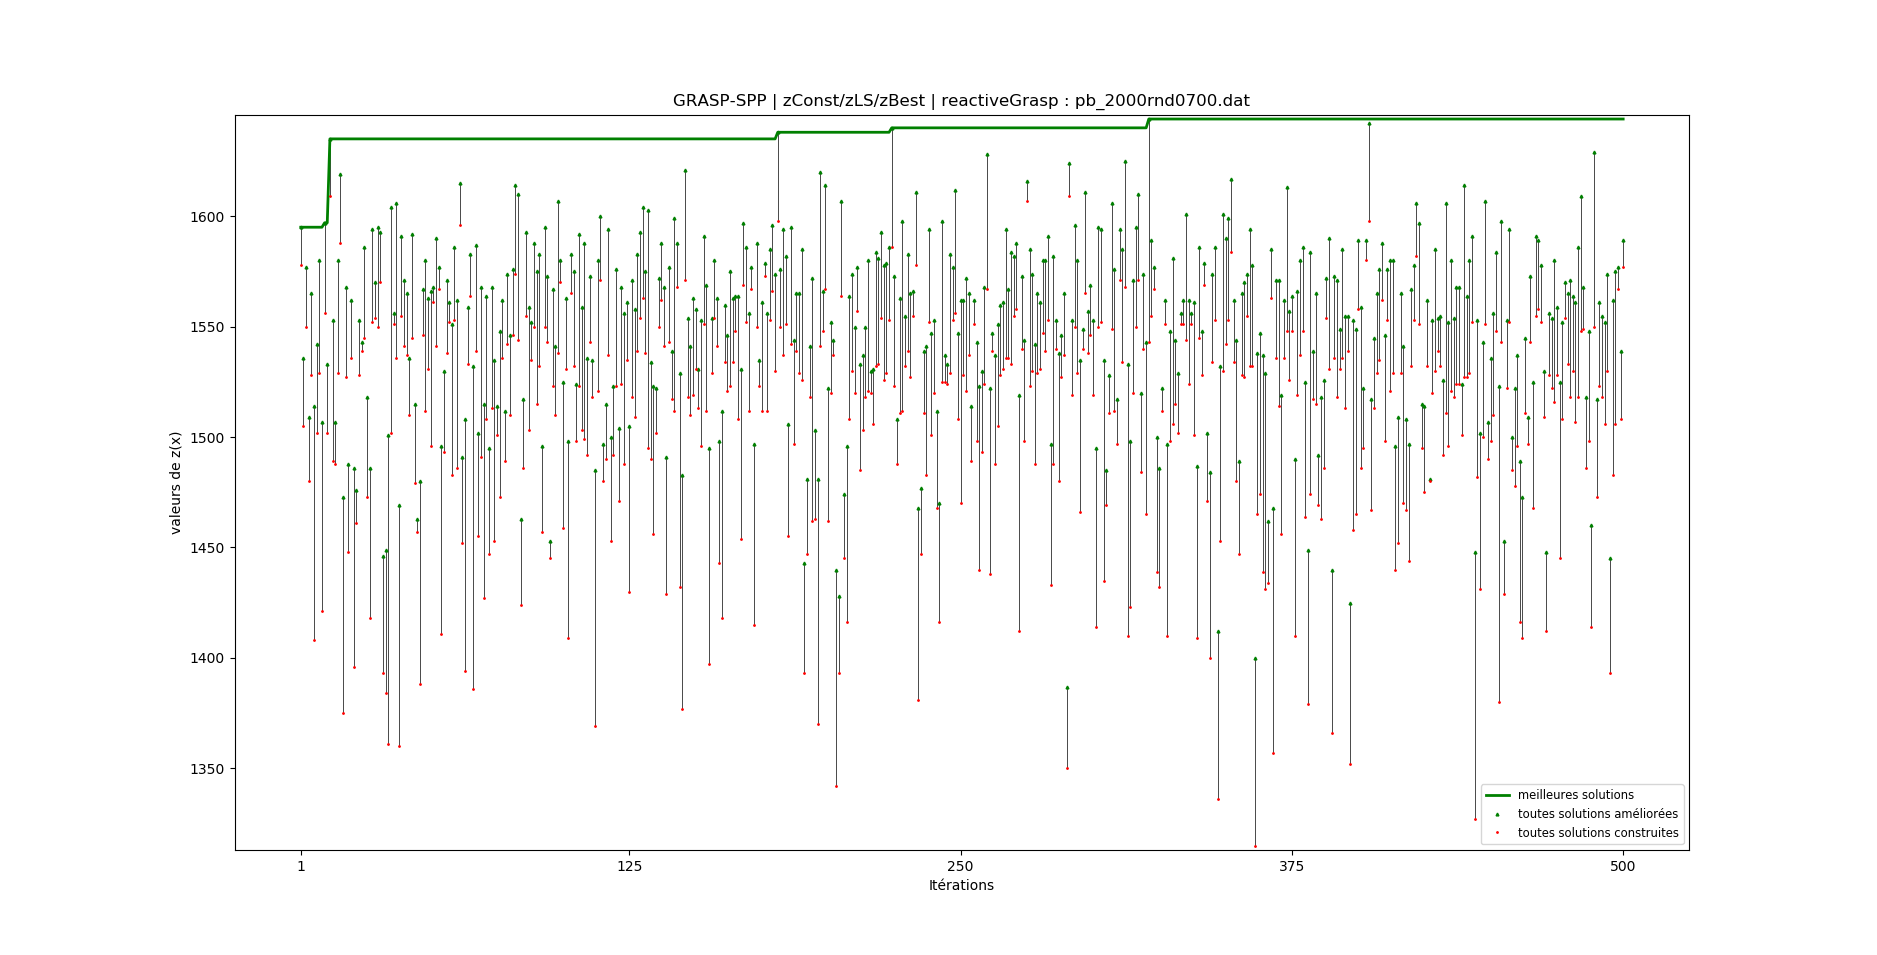 GRASP-SPP | zConst/zLS/zBest | reactiveGrasp : pb_2000rnd0700.dat
valeurs de z(x)
1600
1550
1500
1450
1400
1350
meilleures solutions
toutes solutions améliorées
toutes solutions construites
1 125 250 375 500
Itérations